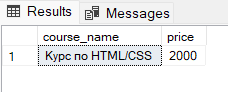 Results Messages
course_name price
1 Курс по HTML/CSS 2000